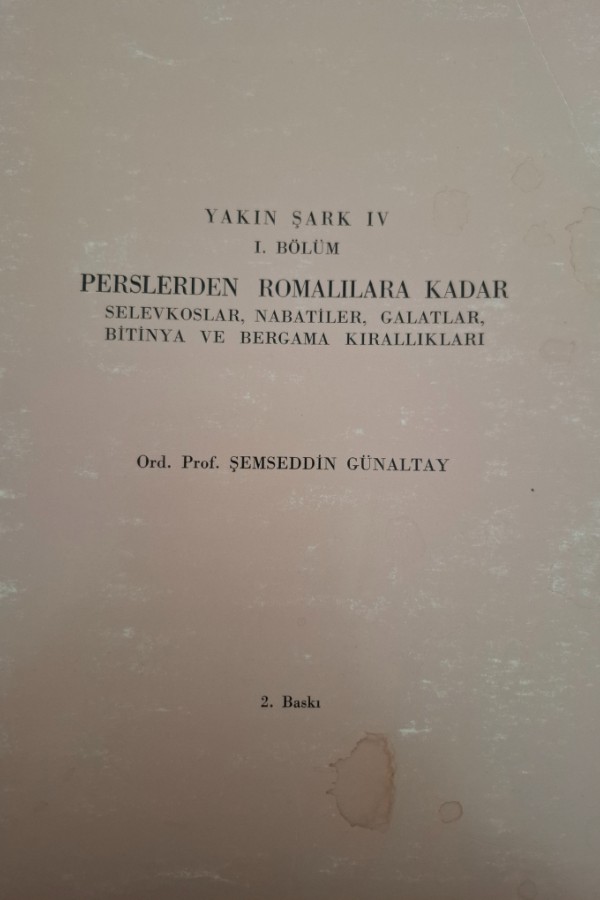 YAKIN ŞARK IV
I. BÖLÜM
PERSLERDEN ROMALILARA KADAR
SELEVKOSLAR, NABATİLER, GALATLAR,
BİTİNYA VE BERGAMA KIRALLIKLARI
Ord. Prof. ŞEMSEDDİN GÜNALTAY
2. Baskı